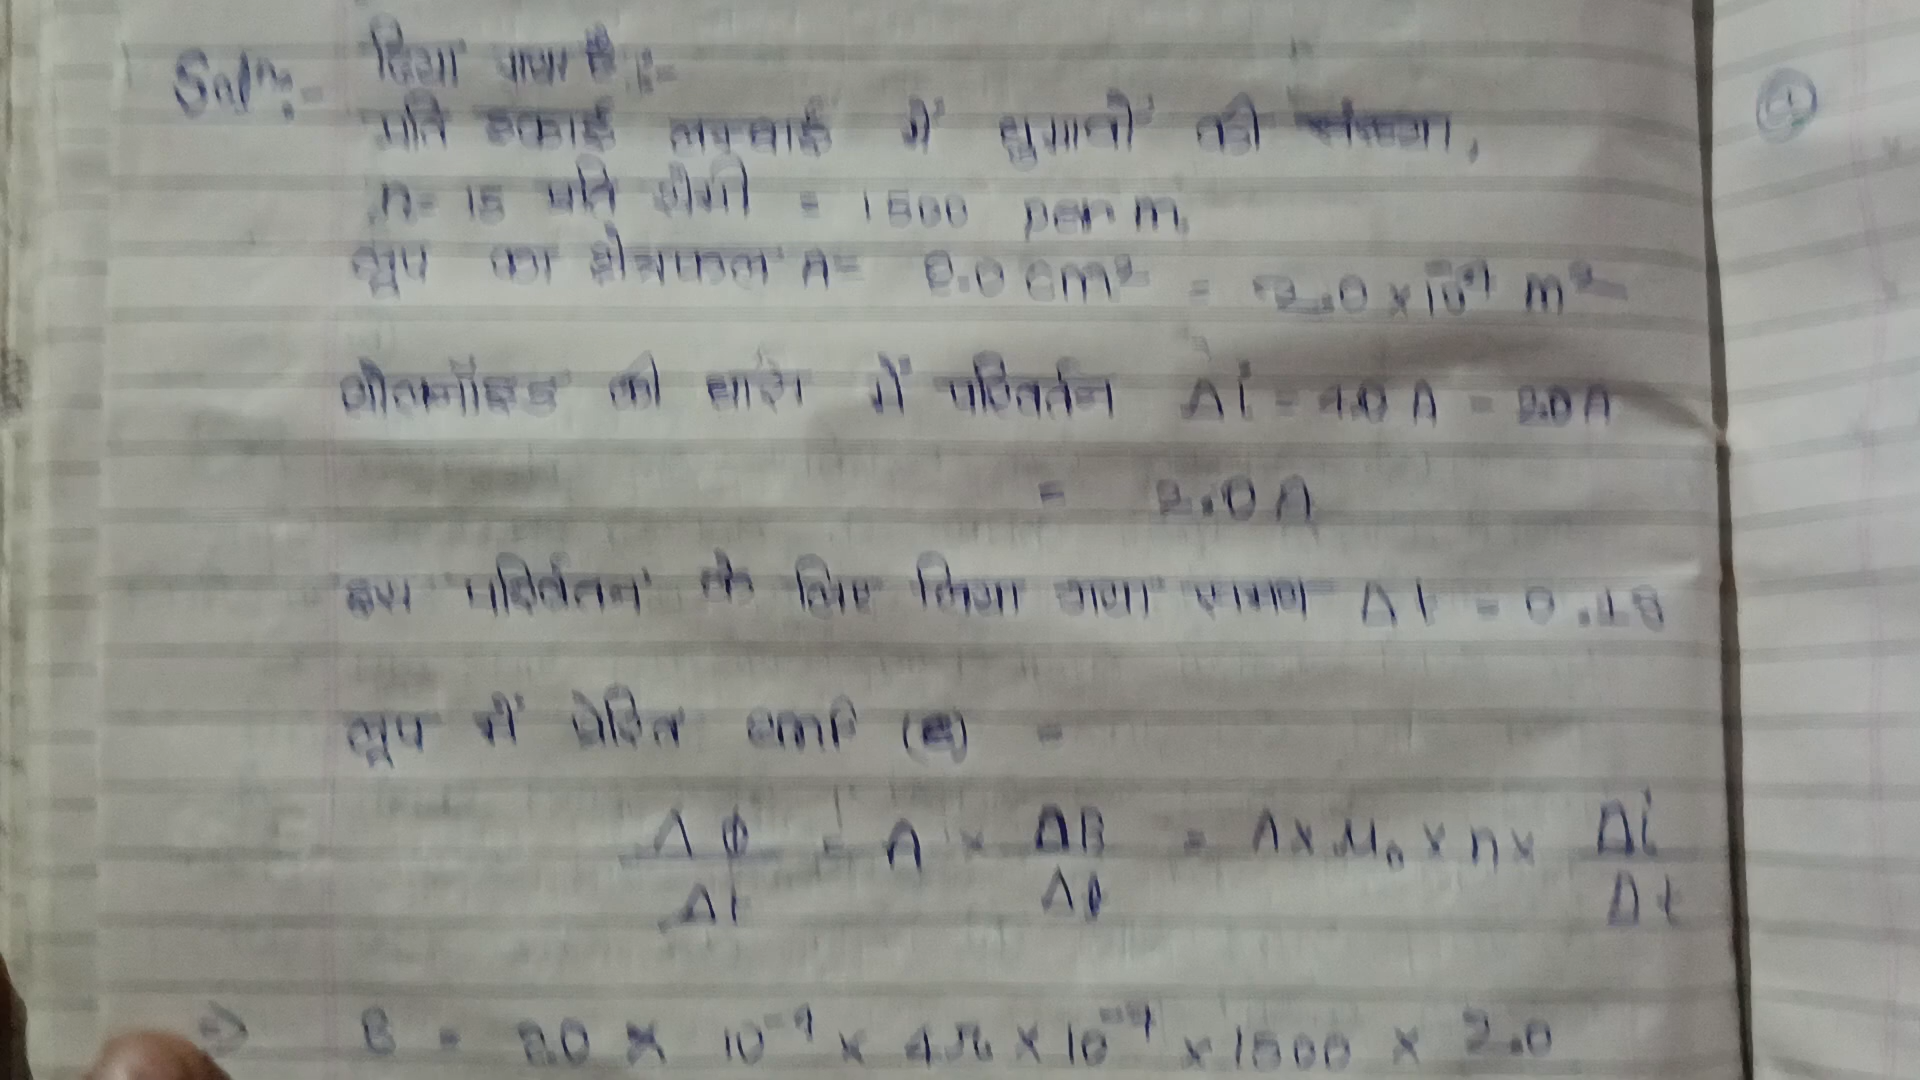 Soln:- दिया गया है :-
प्रति इकाई लम्बाई में घुमावों की संख्या,
n = 15 प्रति सेमी = 1500 per m,
लूप का क्षेत्रफल A = 2.0 cm² = 2.0 × 10⁻⁴ m²
सोलेनॉइड की धारा में परिवर्तन Δi = 4.0 A - 2.0 A
= 2.0 A
इस परिवर्तन के लिए लिया गया समय Δt = 0.1s
लूप में प्रेरित emf (e) =
Δφ/Δt = A × ΔB/Δt = A × μ₀ × n × Δi/Δt
⇒ e = 2.0 × 10⁻⁴ × 4π × 10⁻⁷ × 1500 × 2.0